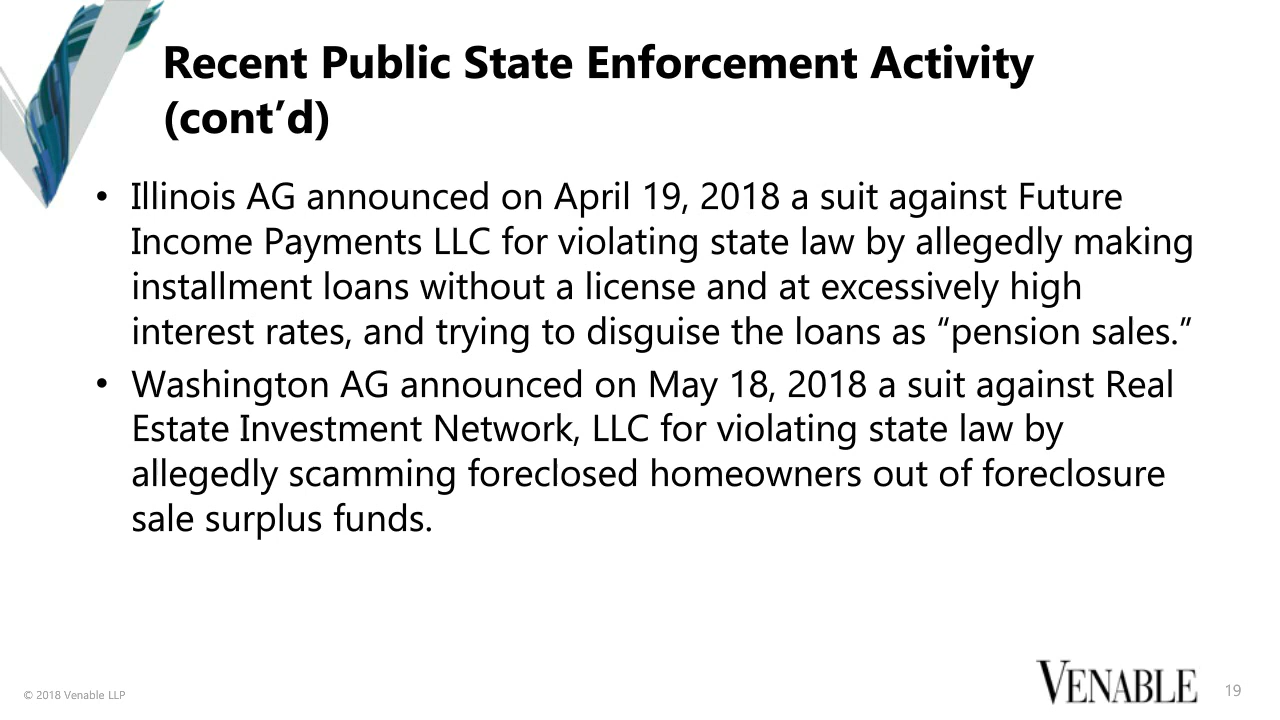 Recent Public State Enforcement Activity
(cont’d)
• Illinois AG announced on April 19, 2018 a suit against Future
Income Payments LLC for violating state law by allegedly making
installment loans without a license and at excessively high
interest rates, and trying to disguise the loans as “pension sales.”
• Washington AG announced on May 18, 2018 a suit against Real
Estate Investment Network, LLC for violating state law by
allegedly scamming foreclosed homeowners out of foreclosure
sale surplus funds.
© 2018 Venable LLP
VENABLE
19